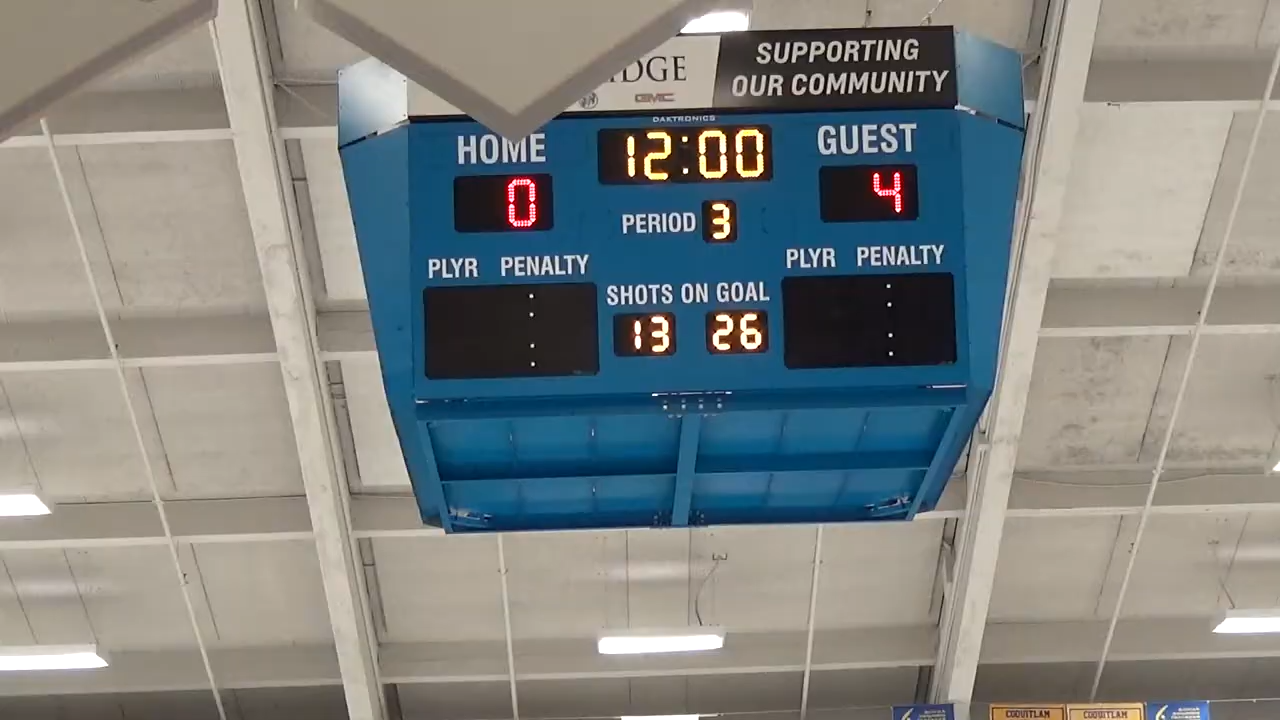 IDGE
GMC
SUPPORTING
OUR COMMUNITY
DAKTRONICS
HOME
12:00
GUEST
0
4
PERIOD 3
PLYR PENALTY
PLYR PENALTY
SHOTS ON GOAL
13 26
COQUITLAM
COQUITLAM